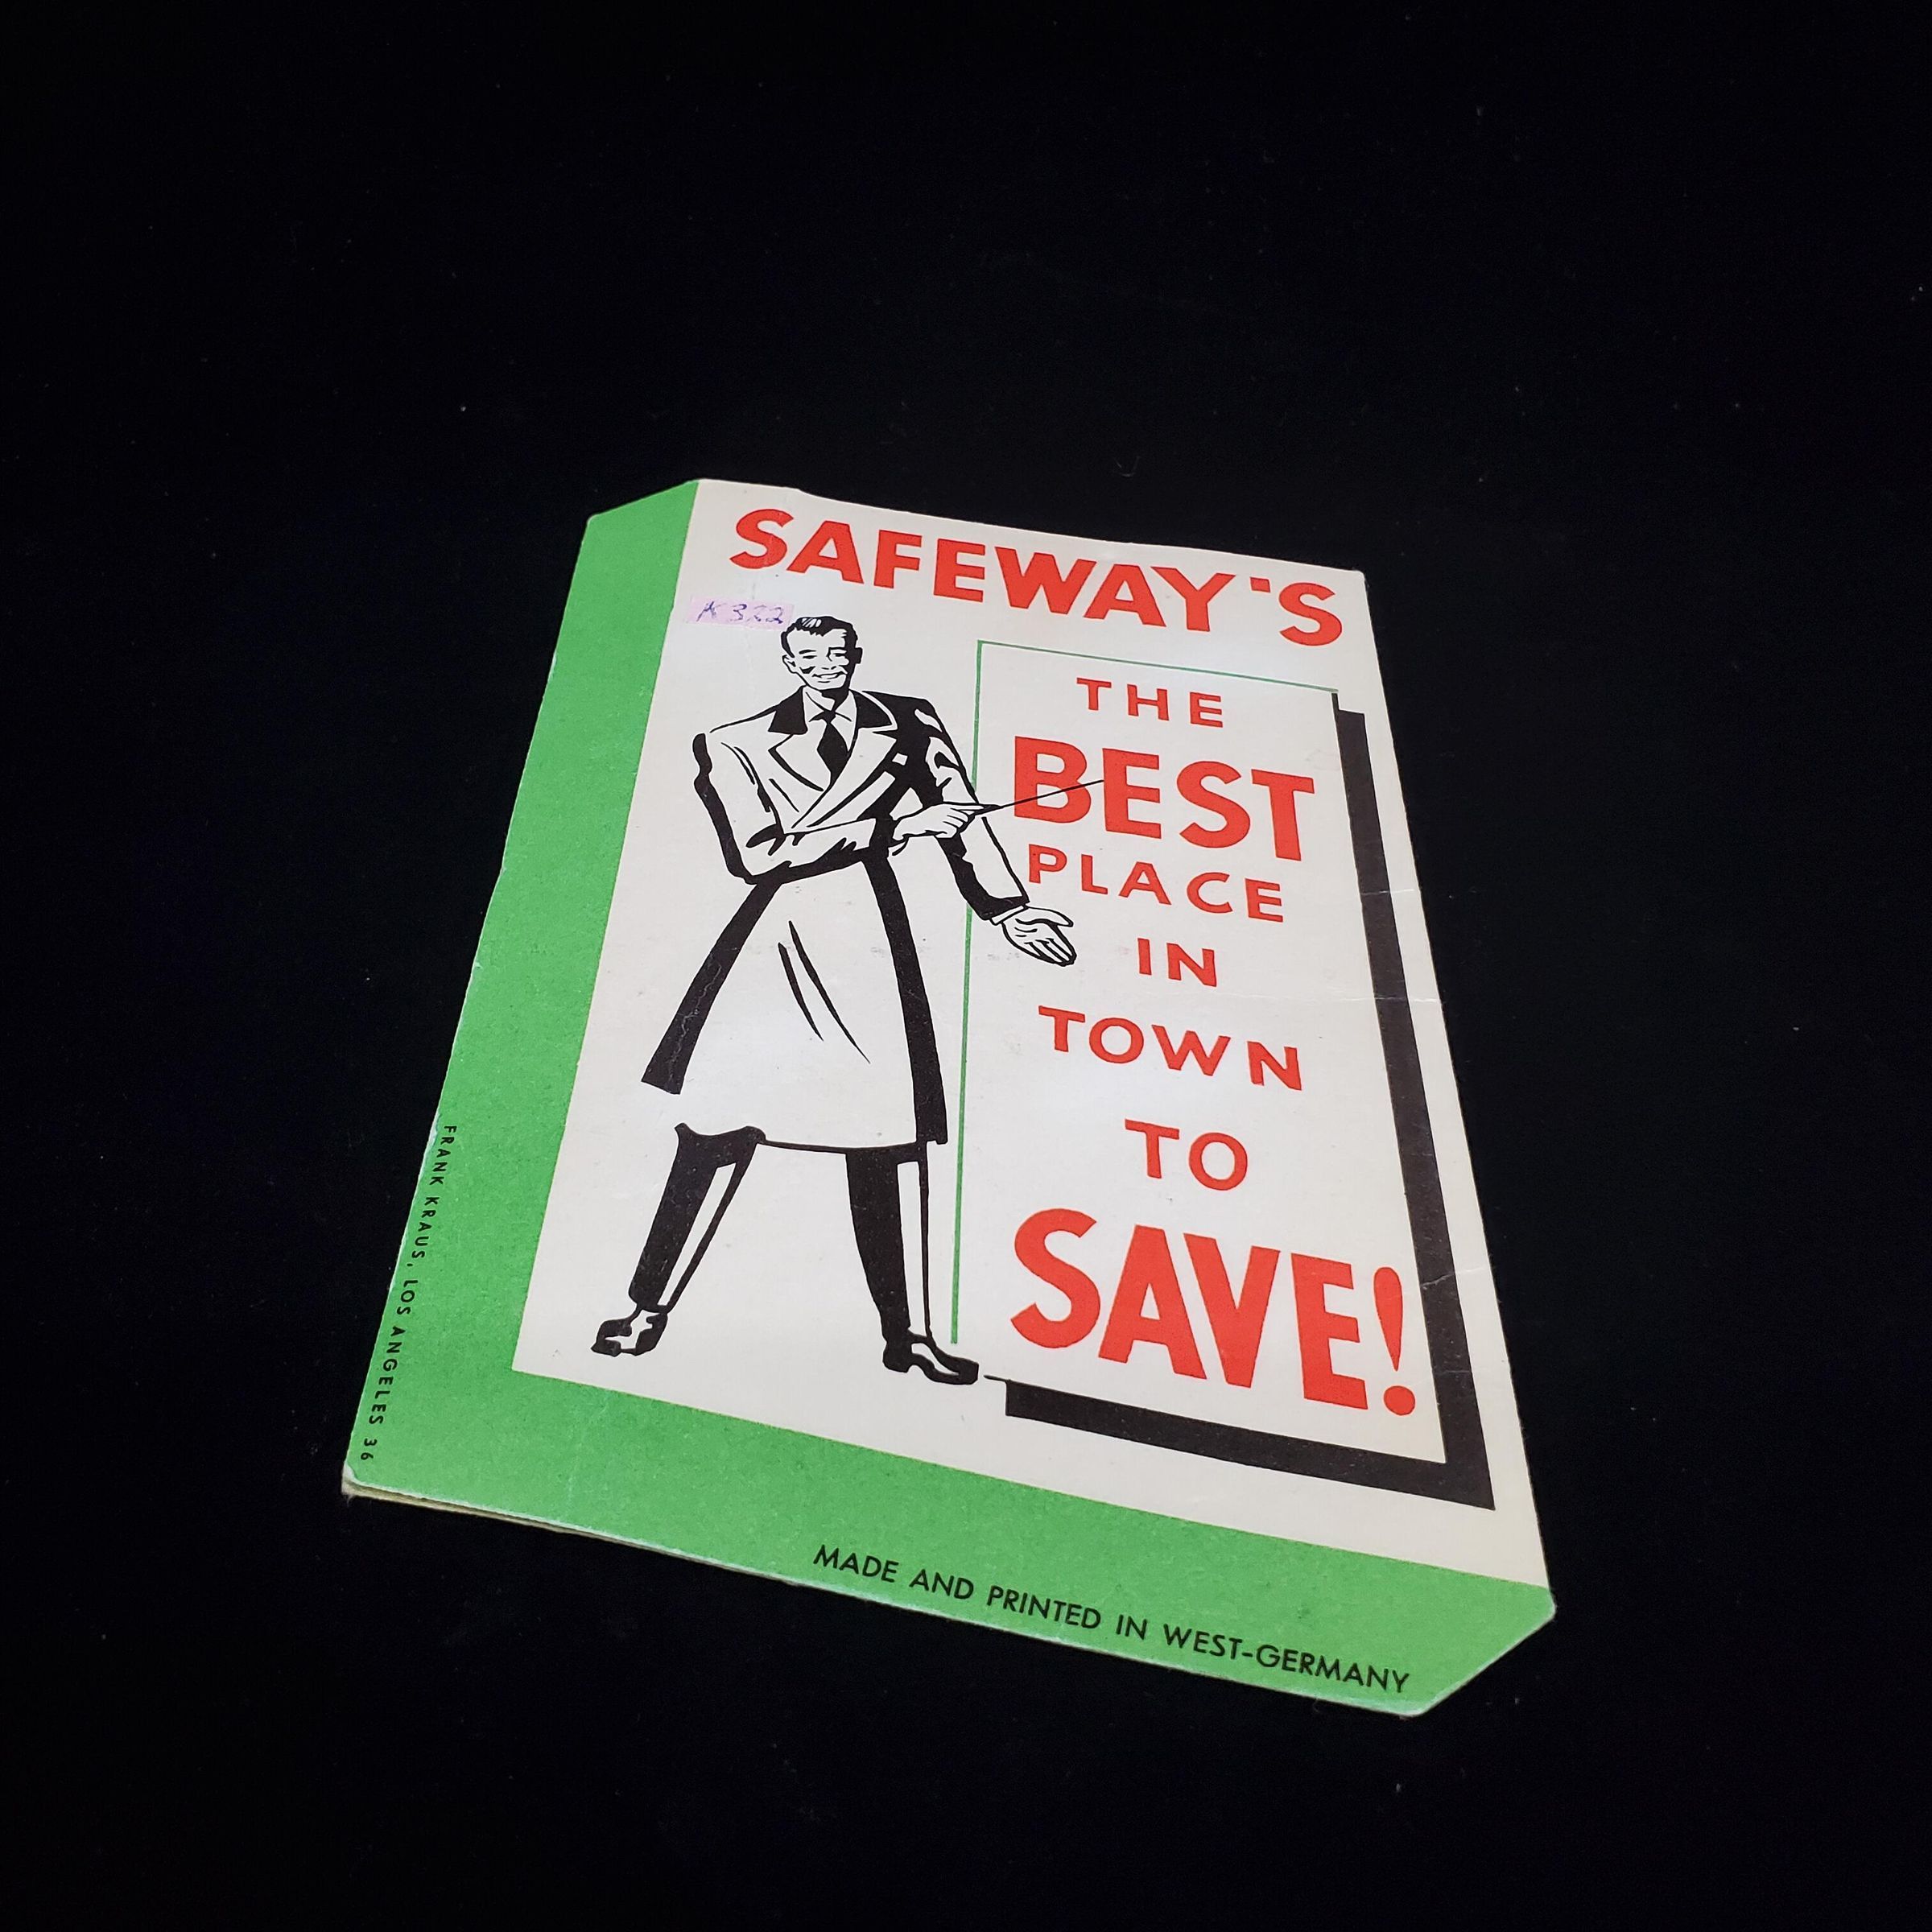 SAFEWAY'S
K 322
THE
BEST
PLACE
IN
TOWN
TO
SAVE!
FRANK KRAUS, LOS ANGELES 36
MADE AND PRINTED IN WEST-GERMANY